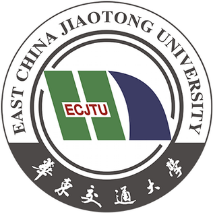 EAST CHINA JIAOTONG UNIVERSITY
ECJTU
華東交通大學